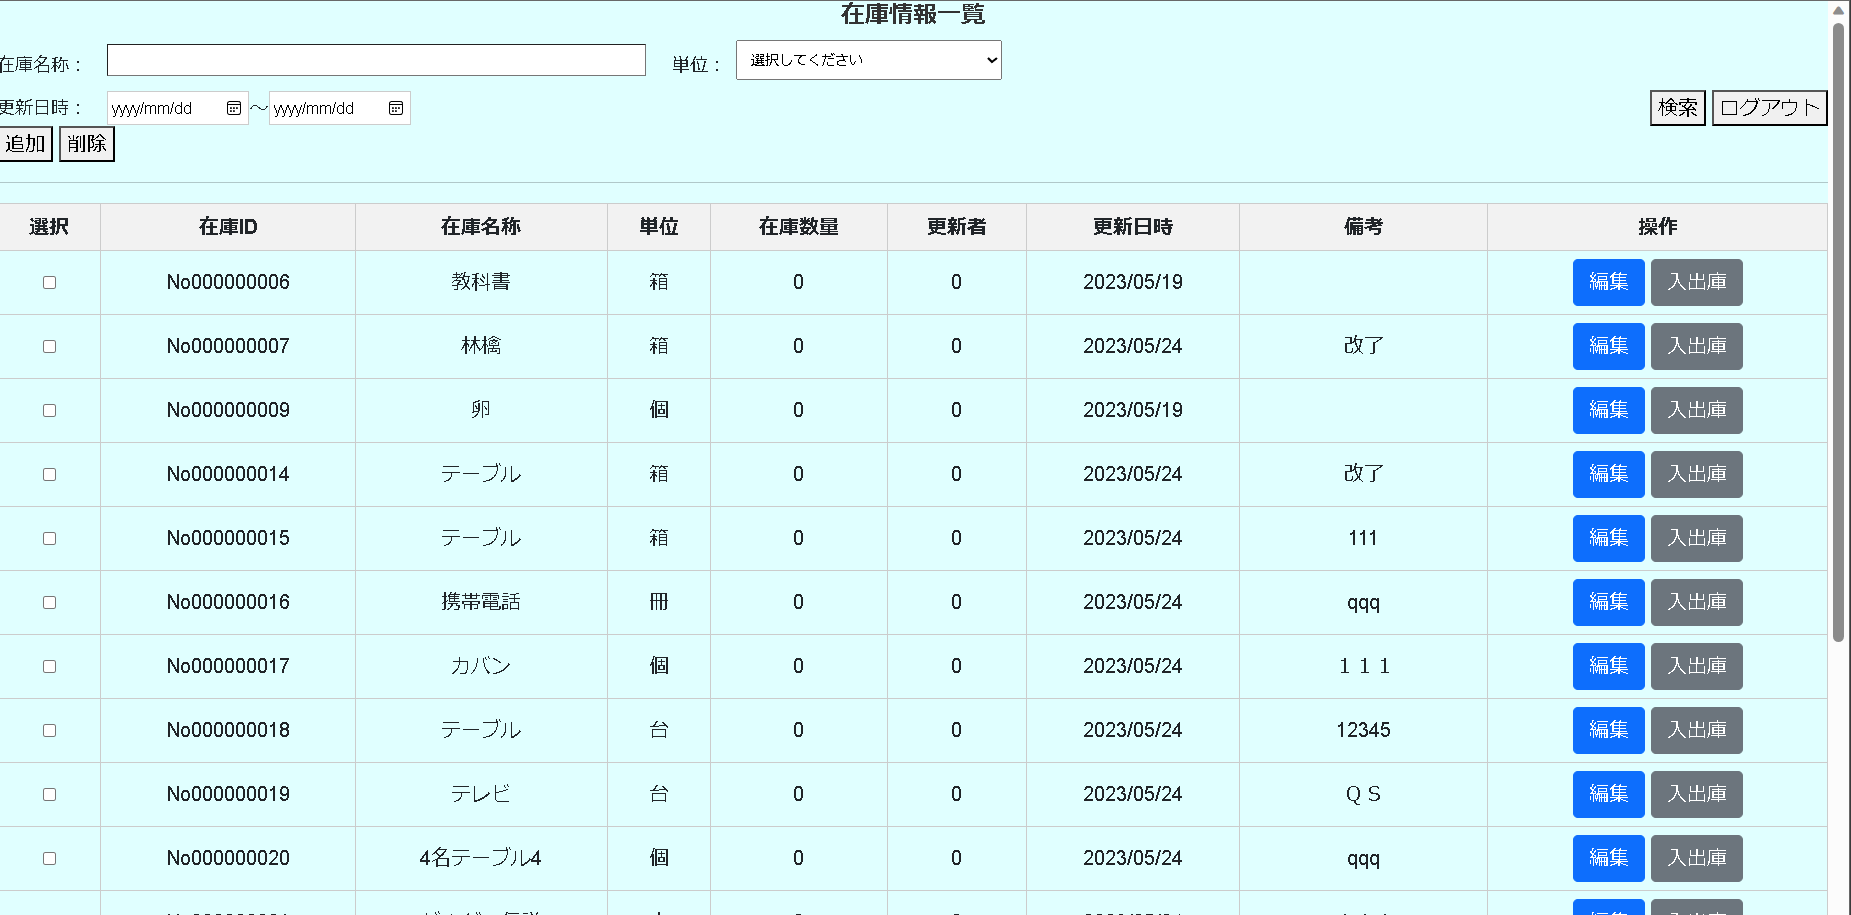 在庫情報一覧
在庫名称： 単位： 選択してください
更新日時： yyyy/mm/dd ～ yyyy/mm/dd 検索 ログアウト
追加 削除
選択 在庫ID 在庫名称 単位 在庫数量 更新者 更新日時 備考 操作
No000000006 教科書 箱 0 0 2023/05/19 編集 入出庫
No000000007 林檎 箱 0 0 2023/05/24 改了 編集 入出庫
No000000009 卵 個 0 0 2023/05/19 編集 入出庫
No000000014 テーブル 箱 0 0 2023/05/24 改了 編集 入出庫
No000000015 テーブル 箱 0 0 2023/05/24 111 編集 入出庫
No000000016 携帯電話 冊 0 0 2023/05/24 qqq 編集 入出庫
No000000017 カバン 個 0 0 2023/05/24 １１１ 編集 入出庫
No000000018 テーブル 台 0 0 2023/05/24 12345 編集 入出庫
No000000019 テレビ 台 0 0 2023/05/24 ＱＳ 編集 入出庫
No000000020 4名テーブル4 個 0 0 2023/05/24 qqq 編集 入出庫